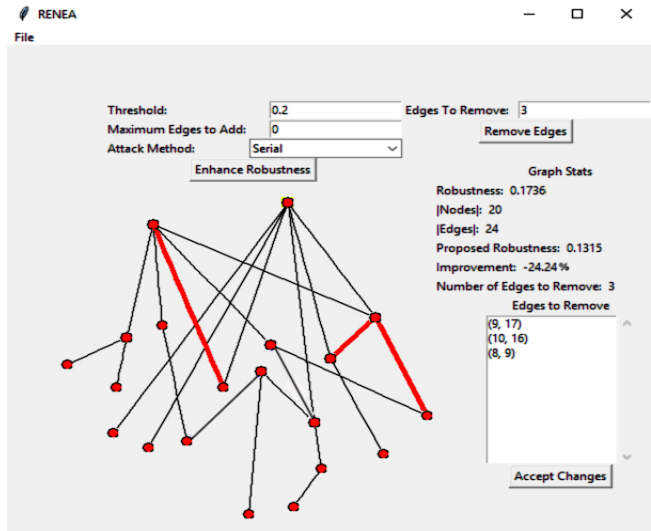 RENEA
File
Threshold: 0.2 Edges To Remove: 3
Maximum Edges to Add: 0 Remove Edges
Attack Method: Serial
Enhance Robustness
Graph Stats
Robustness: 0.1736
|Nodes|: 20
|Edges|: 24
Proposed Robustness: 0.1315
Improvement: -24.24%
Number of Edges to Remove: 3
Edges to Remove
(9, 17)
(10, 16)
(8, 9)
Accept Changes